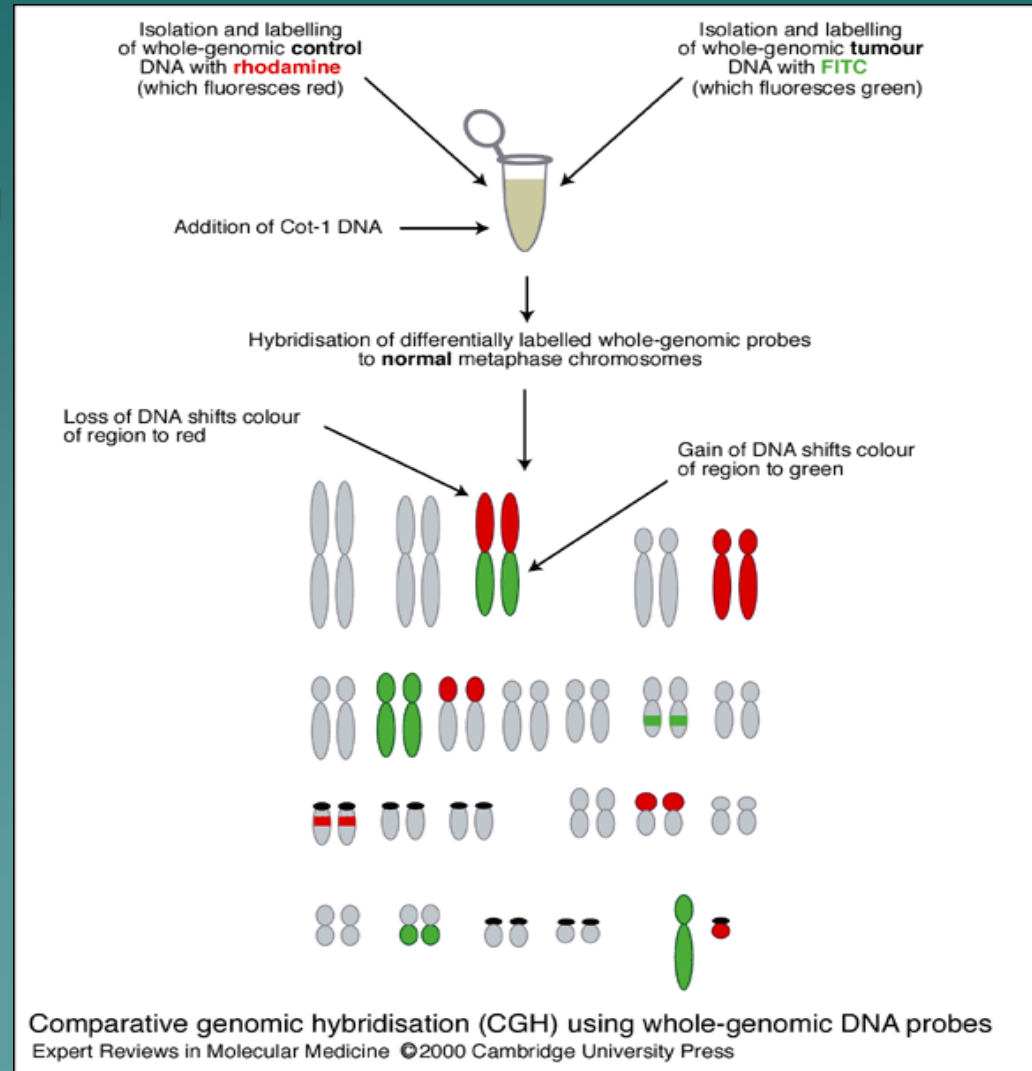 Isolation and labelling
of whole-genomic control
DNA with rhodamine
(which fluoresces red)
Isolation and labelling
of whole-genomic tumour
DNA with FITC
(which fluoresces green)
Addition of Cot-1 DNA
Hybridisation of differentially labelled whole-genomic probes
to normal metaphase chromosomes
Loss of DNA shifts colour
of region to red
Gain of DNA shifts colour
of region to green
Comparative genomic hybridisation (CGH) using whole-genomic DNA probes
Expert Reviews in Molecular Medicine ©2000 Cambridge University Press